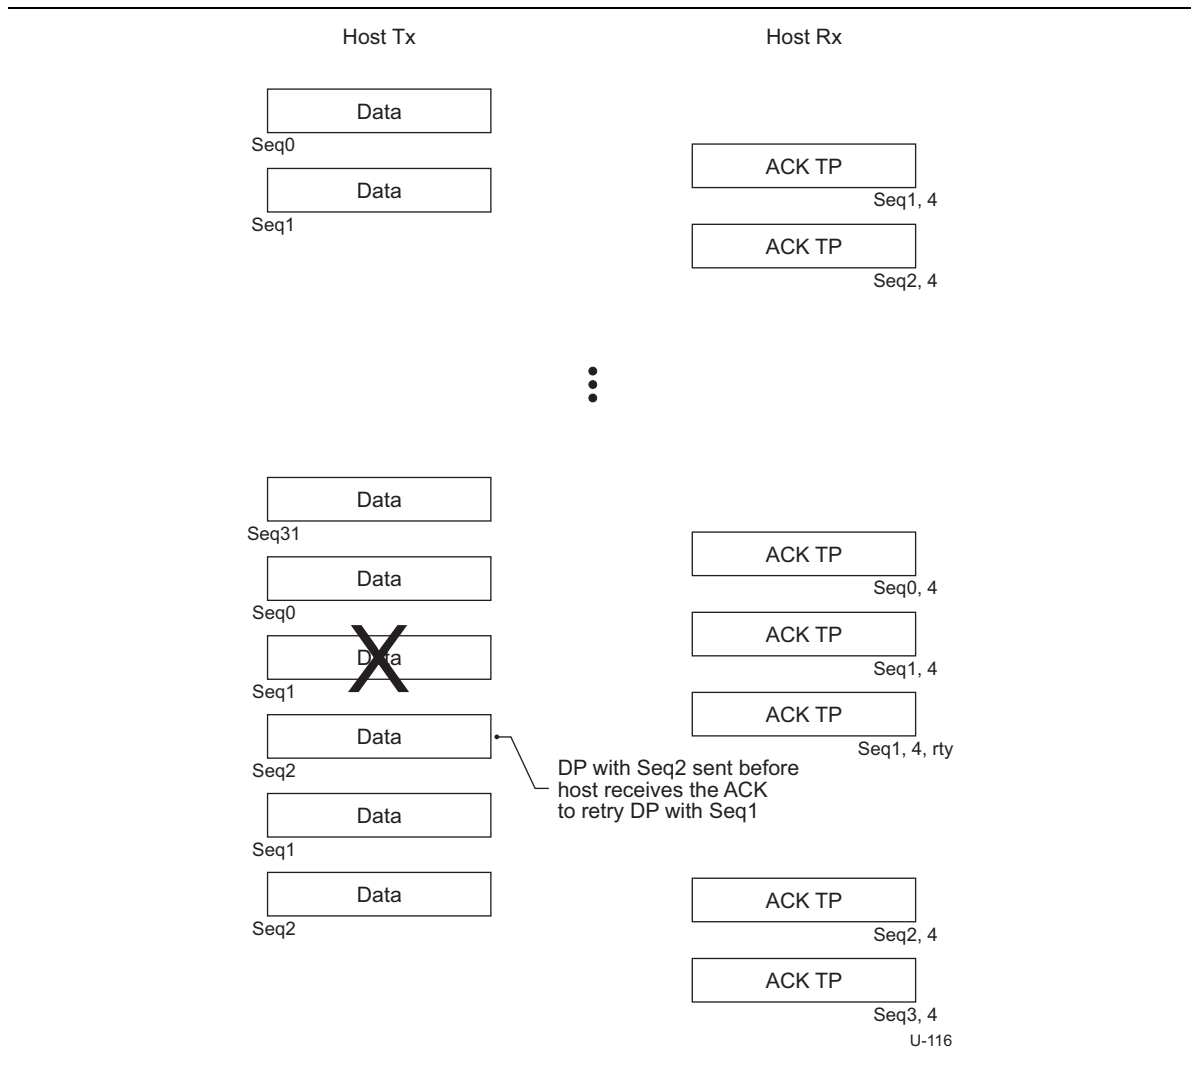 Host Tx
Host Rx
Data
Seq0
ACK TP
Seq1, 4
Data
Seq1
ACK TP
Seq2, 4
Data
Seq31
ACK TP
Seq0, 4
Data
Seq0
ACK TP
Seq1, 4
Data
Seq1
ACK TP
Seq1, 4, rty
Data
Seq2
DP with Seq2 sent before
host receives the ACK
to retry DP with Seq1
Data
Seq1
Data
Seq2
ACK TP
Seq2, 4
ACK TP
Seq3, 4
U-116